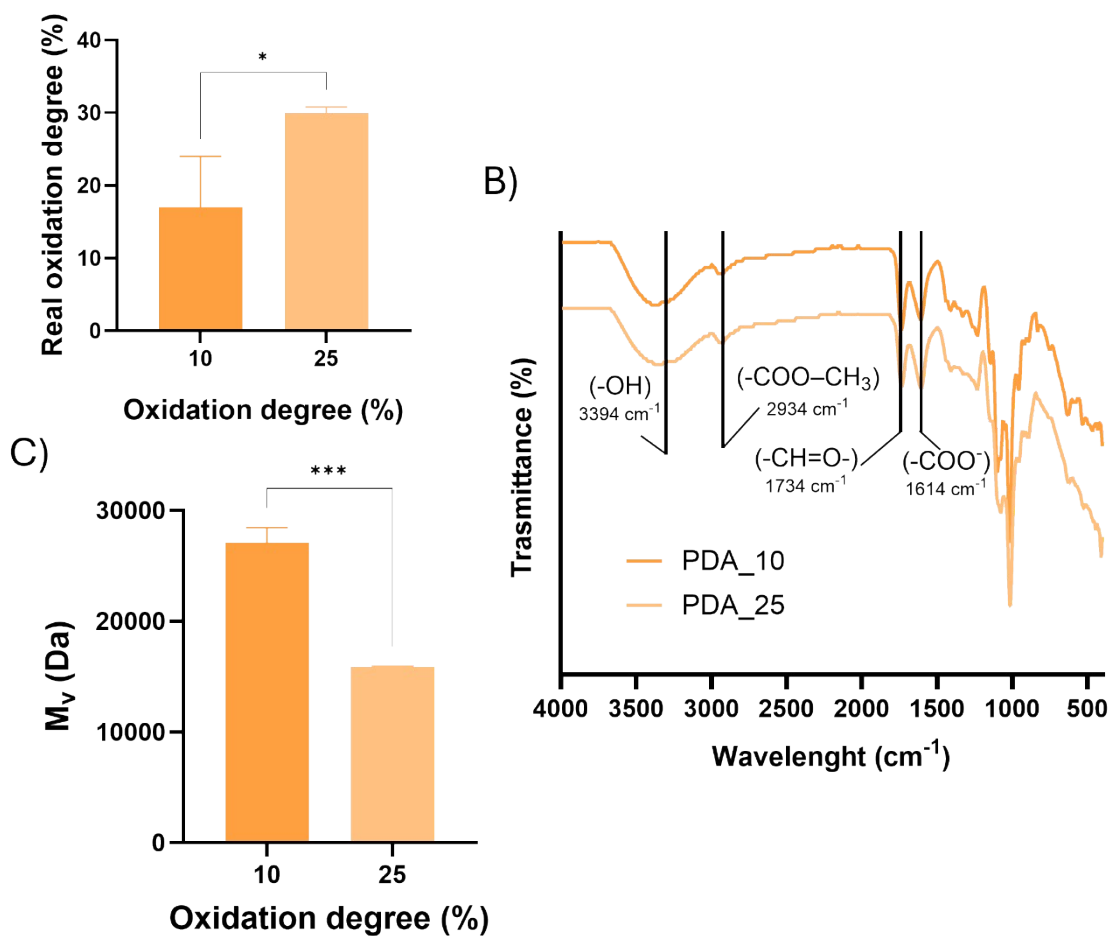 Real oxidation degree (%)
40
30
20
10
0
*
10
25
Oxidation degree (%)
B)
Trasmittance (%)
(-OH)
3394 cm⁻¹
(-COO–CH₃)
2934 cm⁻¹
(-CH=O-)
1734 cm⁻¹
(-COO⁻)
1614 cm⁻¹
PDA_10
PDA_25
4000 3500 3000 2500 2000 1500 1000 500
Wavelenght (cm⁻¹)
C)
Mᵥ (Da)
30000
20000
10000
0
***
10
25
Oxidation degree (%)